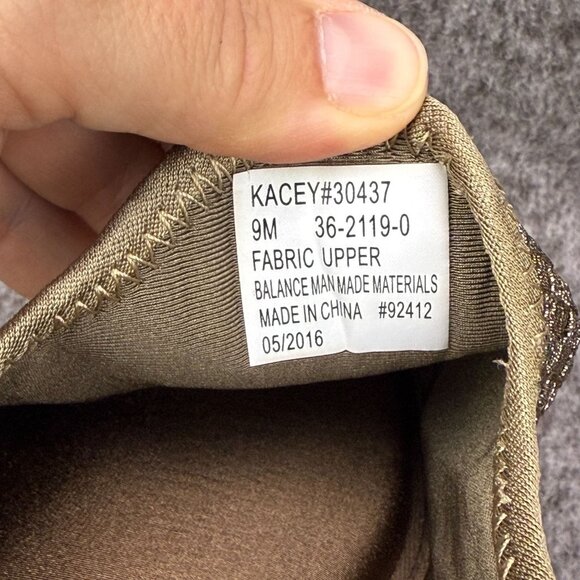 KACEY#30437
9M 36-2119-0
FABRIC UPPER
BALANCE MAN MADE MATERIALS
MADE IN CHINA #92412
05/2016